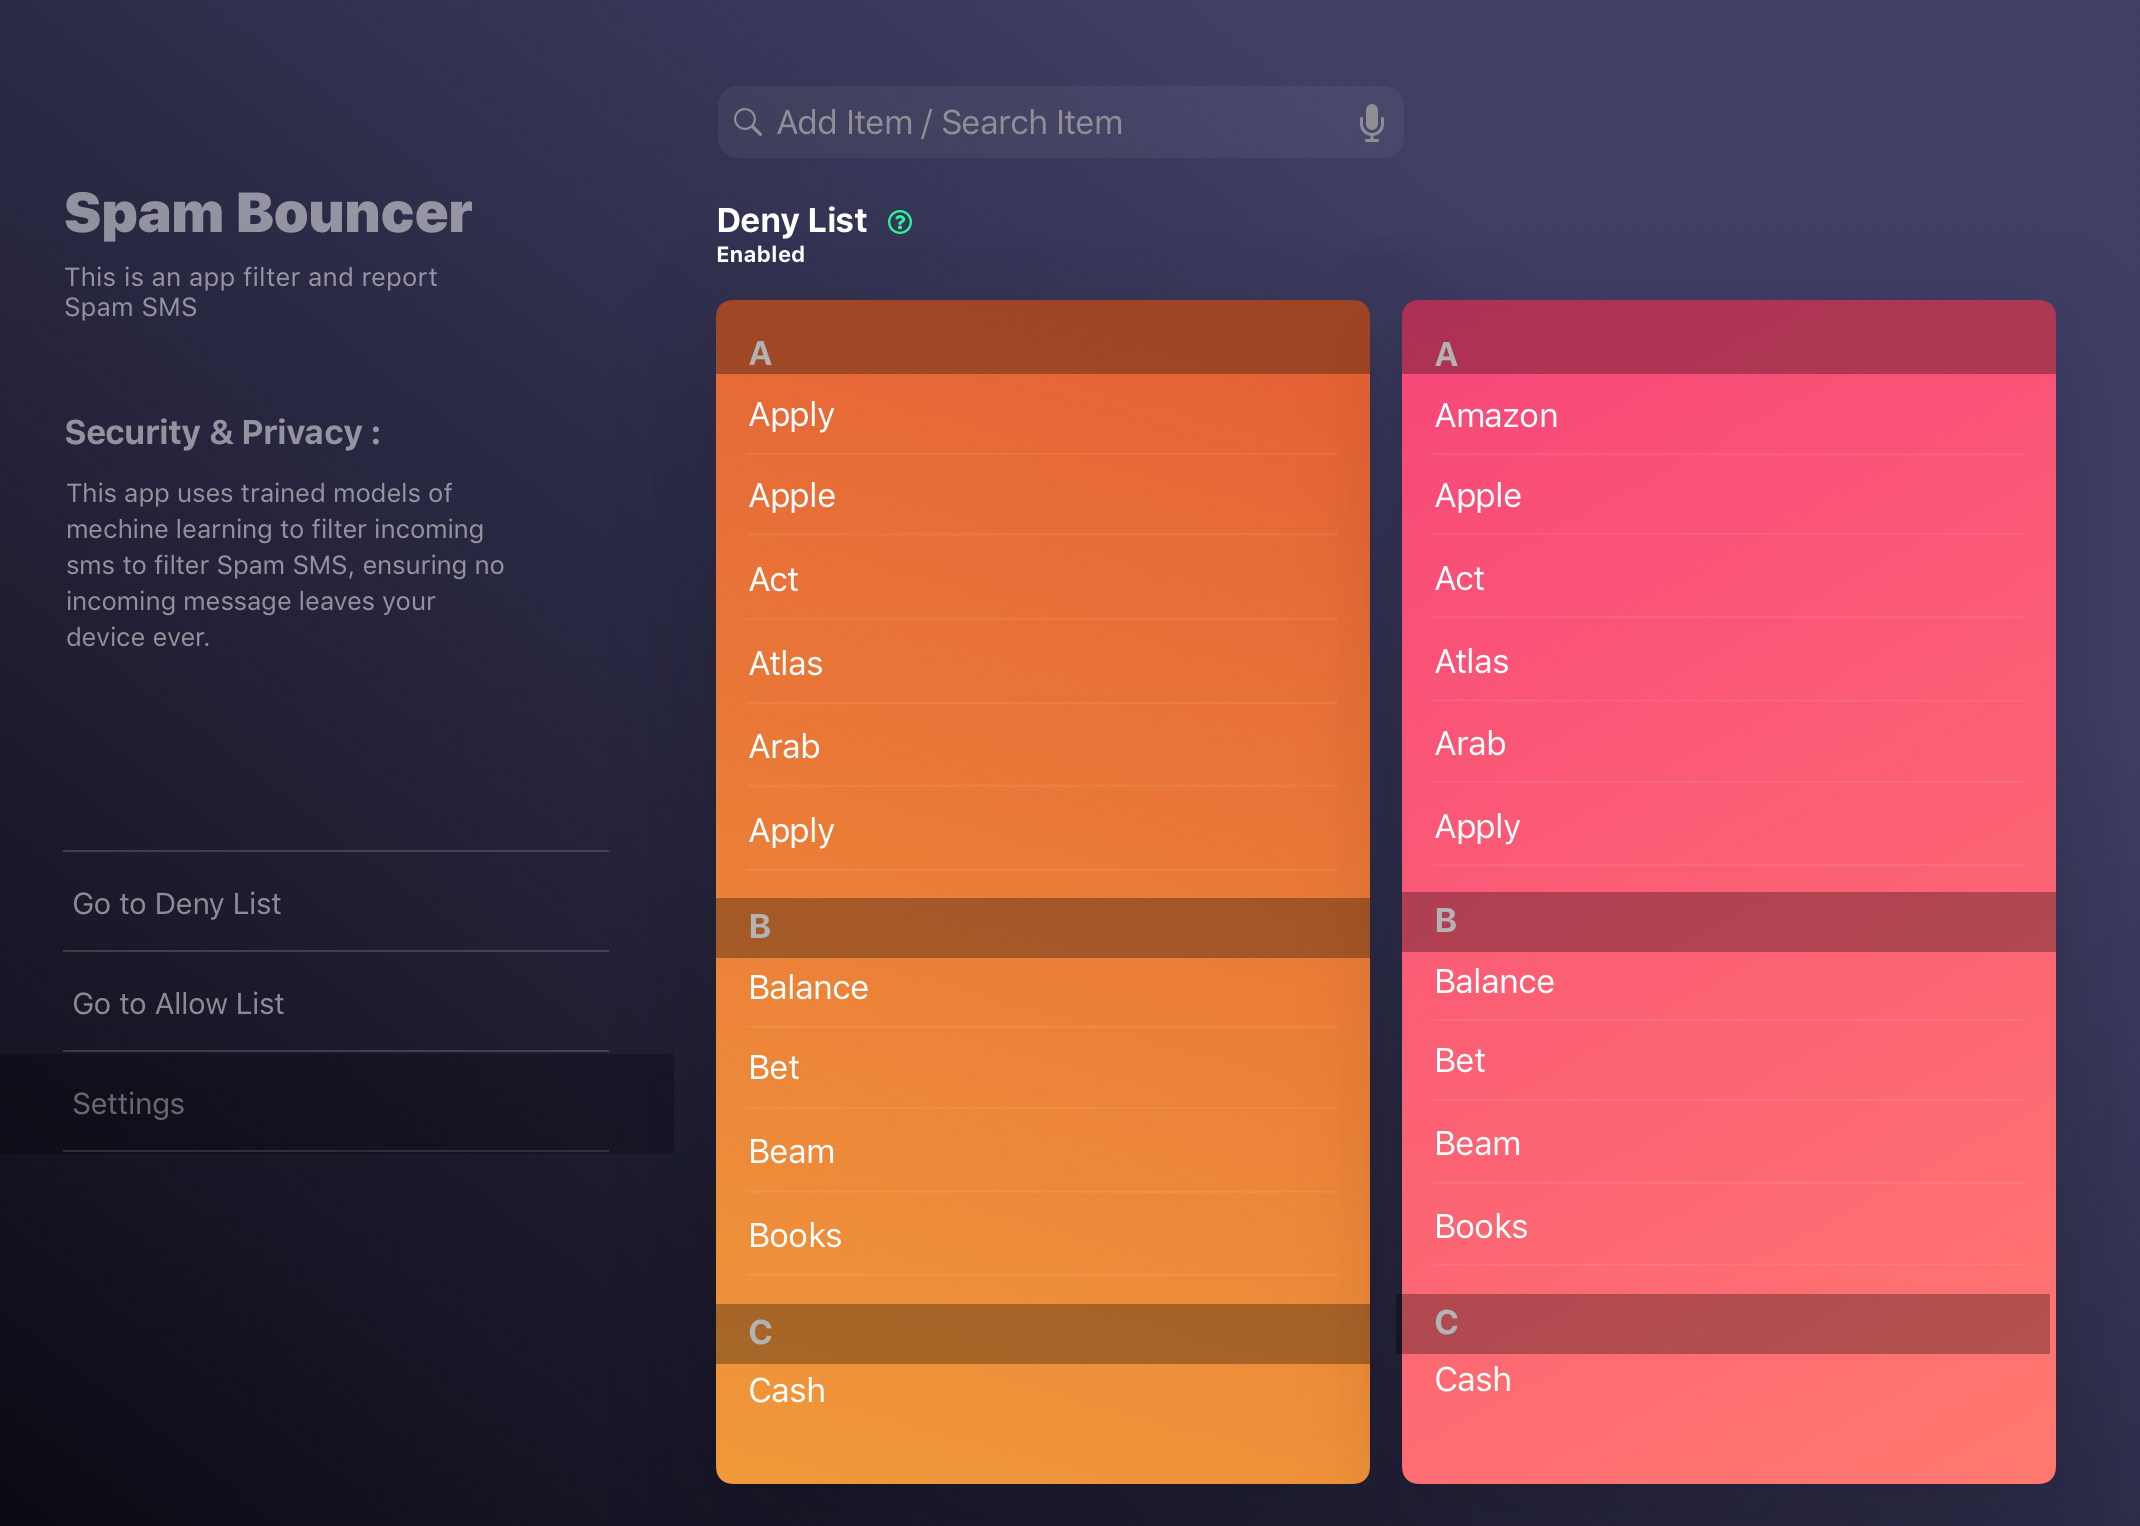 Add Item / Search Item
Spam Bouncer
This is an app filter and report
Spam SMS
Security & Privacy :
This app uses trained models of
mechine learning to filter incoming
sms to filter Spam SMS, ensuring no
incoming message leaves your
device ever.
Go to Deny List
Go to Allow List
Settings
Deny List ?
Enabled
A
Apply
Apple
Act
Atlas
Arab
Apply
B
Balance
Bet
Beam
Books
C
Cash
A
Amazon
Apple
Act
Atlas
Arab
Apply
B
Balance
Bet
Beam
Books
C
Cash